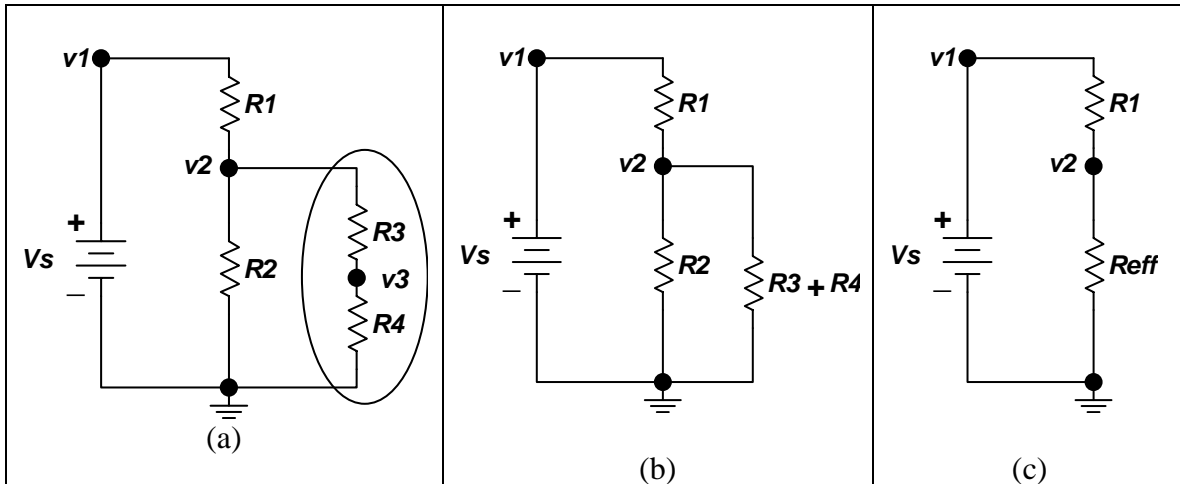 v1
R1
v2
+
Vs
R2
R3
v3
R4
−
(a)
v1
R1
v2
+
Vs
R2
R3 + R4
−
(b)
v1
R1
v2
+
Vs
Reff
−
(c)